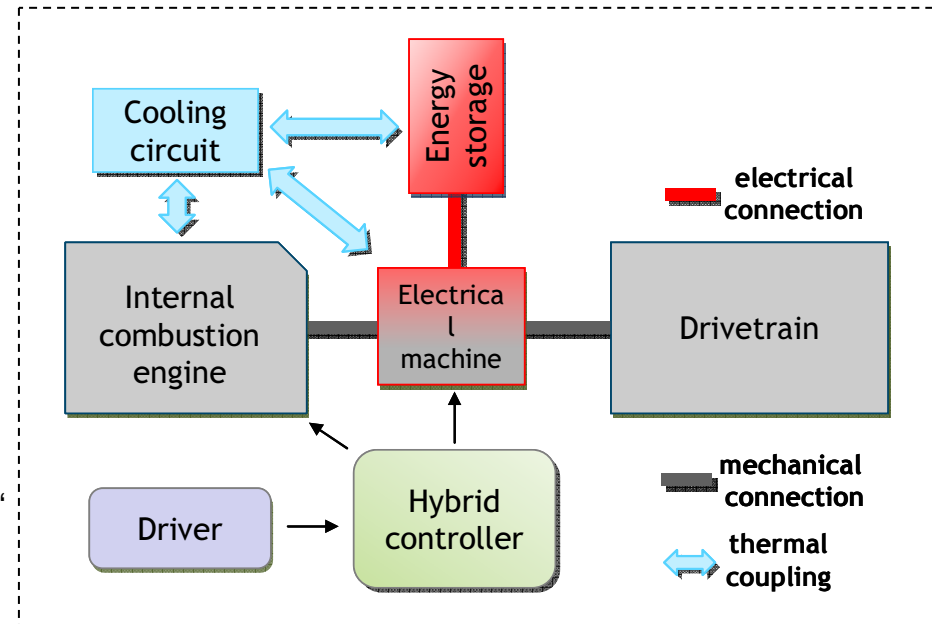 Cooling
circuit
Energy
storage
electrical
connection
Internal
combustion
engine
Electrica
l
machine
Drivetrain
mechanical
connection
Driver
Hybrid
controller
thermal
coupling
“